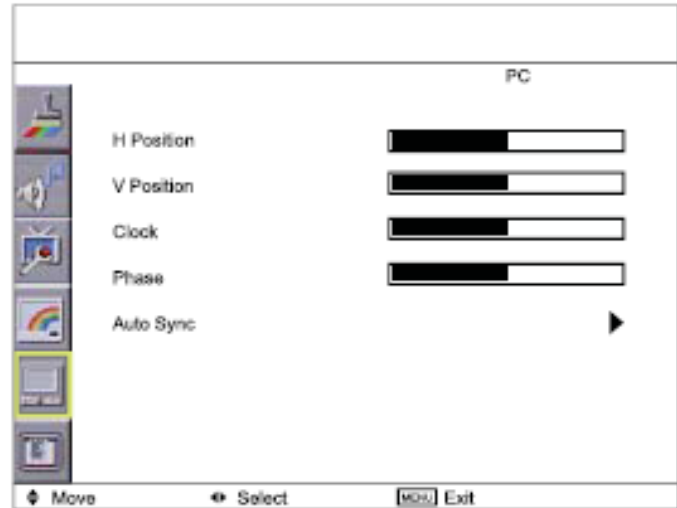 PC
H Position
V Position
Clock
Phase
Auto Sync
Move Select MENU Exit